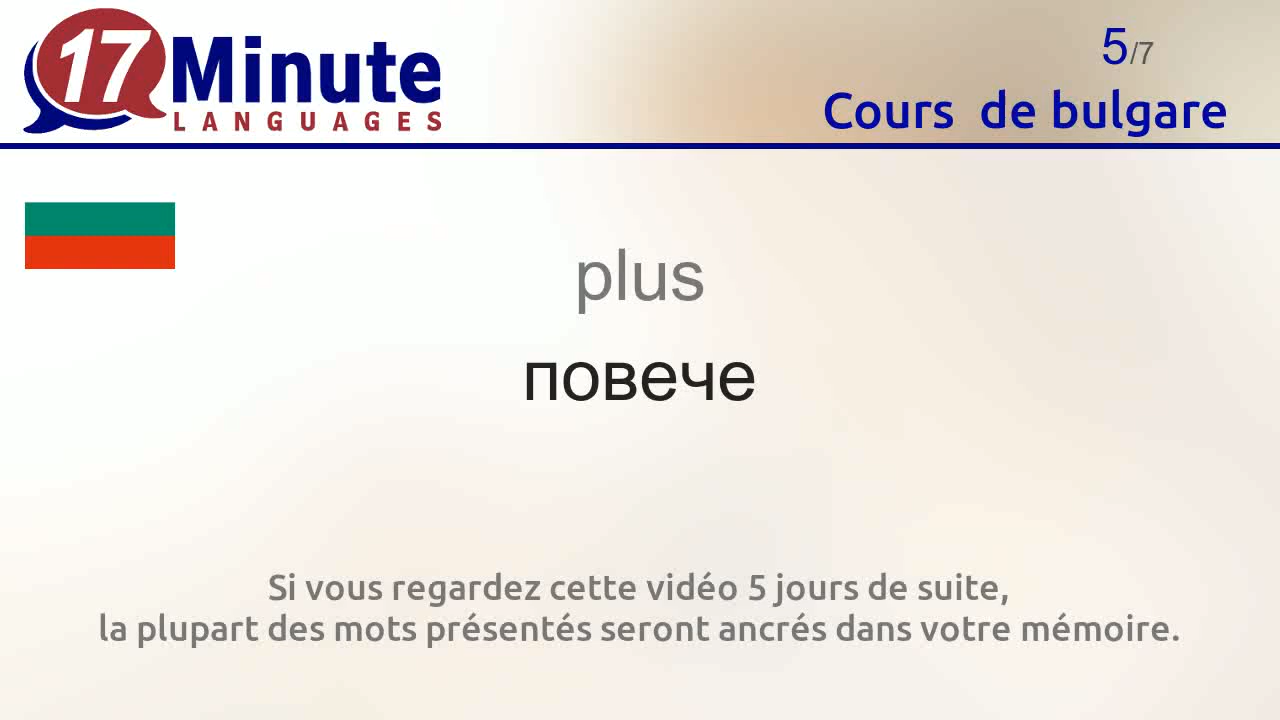 17 Minute
LANGUAGES
5/7
Cours de bulgare
plus
повече
Si vous regardez cette vidéo 5 jours de suite,
la plupart des mots présentés seront ancrés dans votre mémoire.